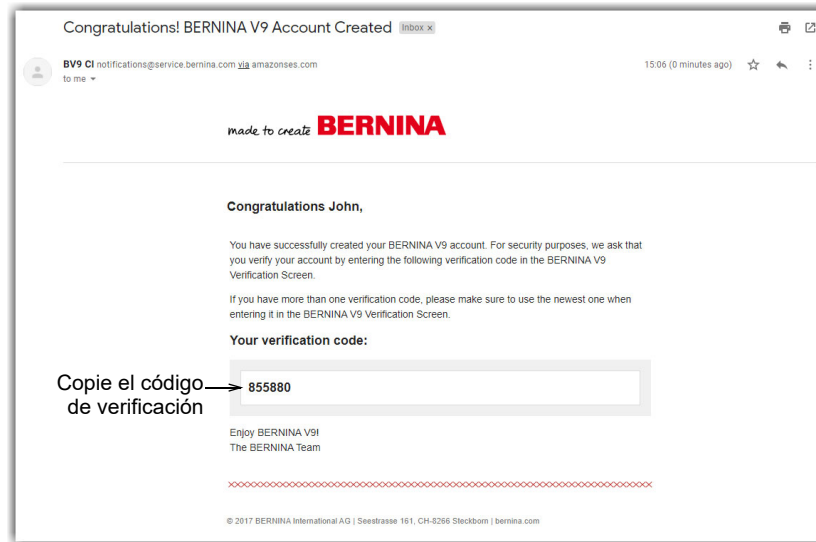 Congratulations! BERNINA V9 Account Created Inbox x
BV9 CI notifications@service.bernina.com via amazonses.com 15:06 (0 minutes ago)
to me
made to create BERNINA
Congratulations John,
You have successfully created your BERNINA V9 account. For security purposes, we ask that
you verify your account by entering the following verification code in the BERNINA V9
Verification Screen.
If you have more than one verification code, please make sure to use the newest one when
entering it in the BERNINA V9 Verification Screen.
Your verification code:
Copie el código
de verificación
855880
Enjoy BERNINA V9!
The BERNINA Team
© 2017 BERNINA International AG | Seestrasse 161, CH-8266 Steckborn | bernina.com